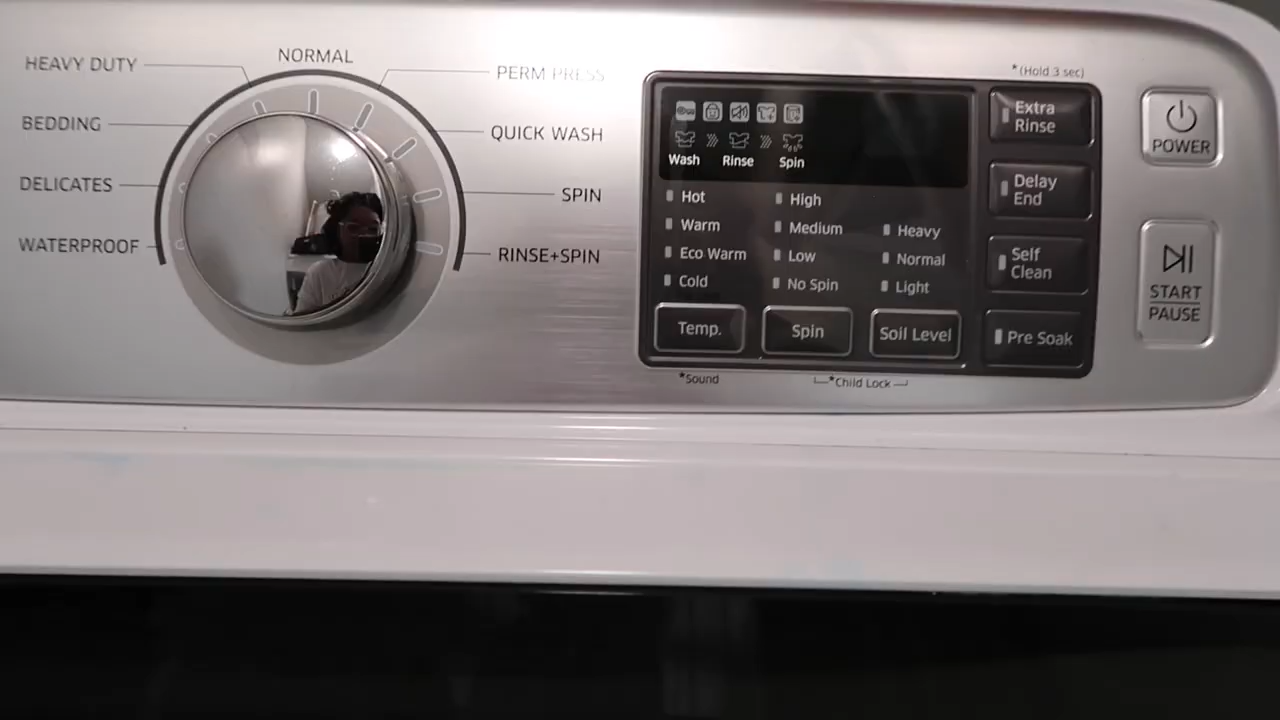 HEAVY DUTY
BEDDING
DELICATES
WATERPROOF
NORMAL
PERM PRESS
QUICK WASH
SPIN
RINSE+SPIN
Wash Rinse Spin
Hot
Warm
Eco Warm
Cold
Temp.
*Sound
High
Medium
Low
No Spin
Spin
Heavy
Normal
Light
Soil Level
*Child Lock
*(Hold 3 sec)
Extra
Rinse
Delay
End
Self
Clean
Pre Soak
POWER
START
PAUSE